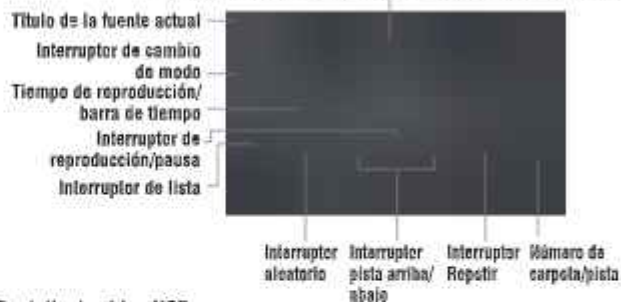 Título de la fuente actual
Interruptor de cambio
de modo
Tiempo de reproducción/
barra de tiempo
Interruptor de
reproducción/pausa
Interruptor de lista
Interruptor
aleatorio
Interruptor
pista arriba/
abajo
Interruptor
Repetir
Número de
carpeta/pista